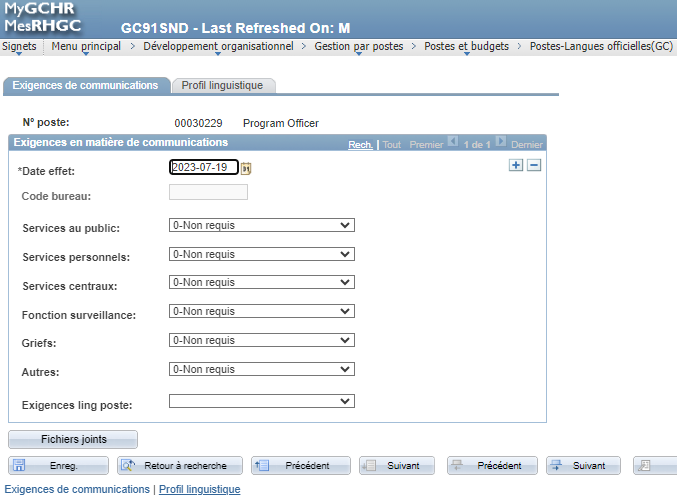 MyGCHR
MesRHGC
GC91SND - Last Refreshed On: M
Signets Menu principal > Développement organisationnel > Gestion par postes > Postes et budgets > Postes-Langues officielles(GC)
Exigences de communications Profil linguistique
Nº poste: 00030229 Program Officer
Exigences en matière de communications Rech. | Tout Premier 1 de 1 Dernier
*Date effet: 2023-07-19
Code bureau:
Services au public: 0-Non requis
Services personnels: 0-Non requis
Services centraux: 0-Non requis
Fonction surveillance: 0-Non requis
Griefs: 0-Non requis
Autres: 0-Non requis
Exigences ling poste:
Fichiers joints
Enreg. Retour à recherche Précédent Suivant Précédent Suivant
Exigences de communications | Profil linguistique